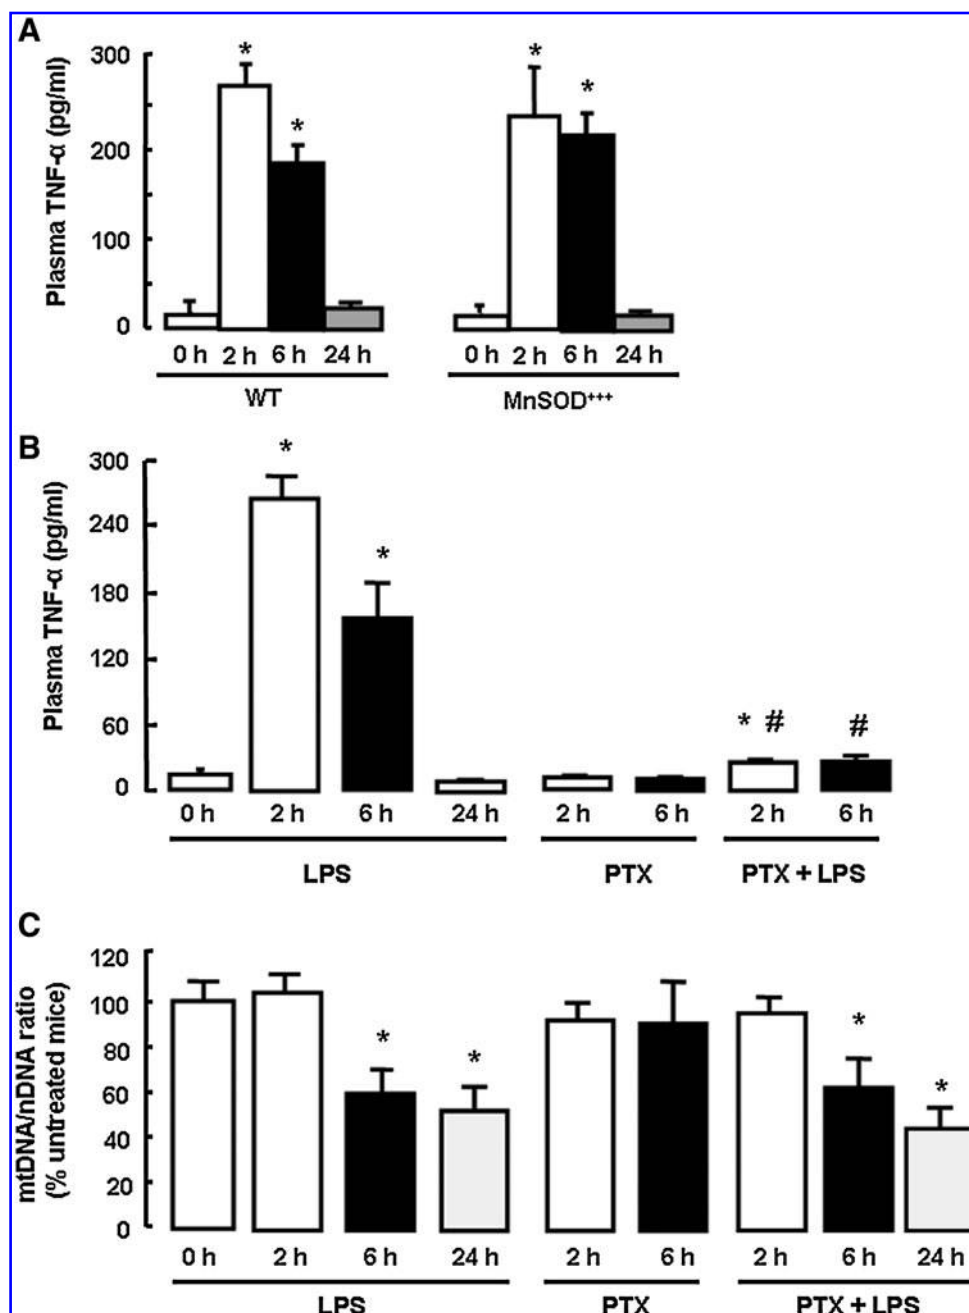 A
Plasma TNF-α (pg/ml)
300
200
100
0
* * * *
0 h 2 h 6 h 24 h 0 h 2 h 6 h 24 h
WT MnSOD+++
B
Plasma TNF-α (pg/ml)
300
240
180
120
60
0
* * * # #
0 h 2 h 6 h 24 h 2 h 6 h 2 h 6 h
LPS PTX PTX + LPS
C
mtDNA/nDNA ratio
(% untreated mice)
120
100
80
60
40
20
0
* * * *
0 h 2 h 6 h 24 h 2 h 6 h 2 h 6 h 24 h
LPS PTX PTX + LPS